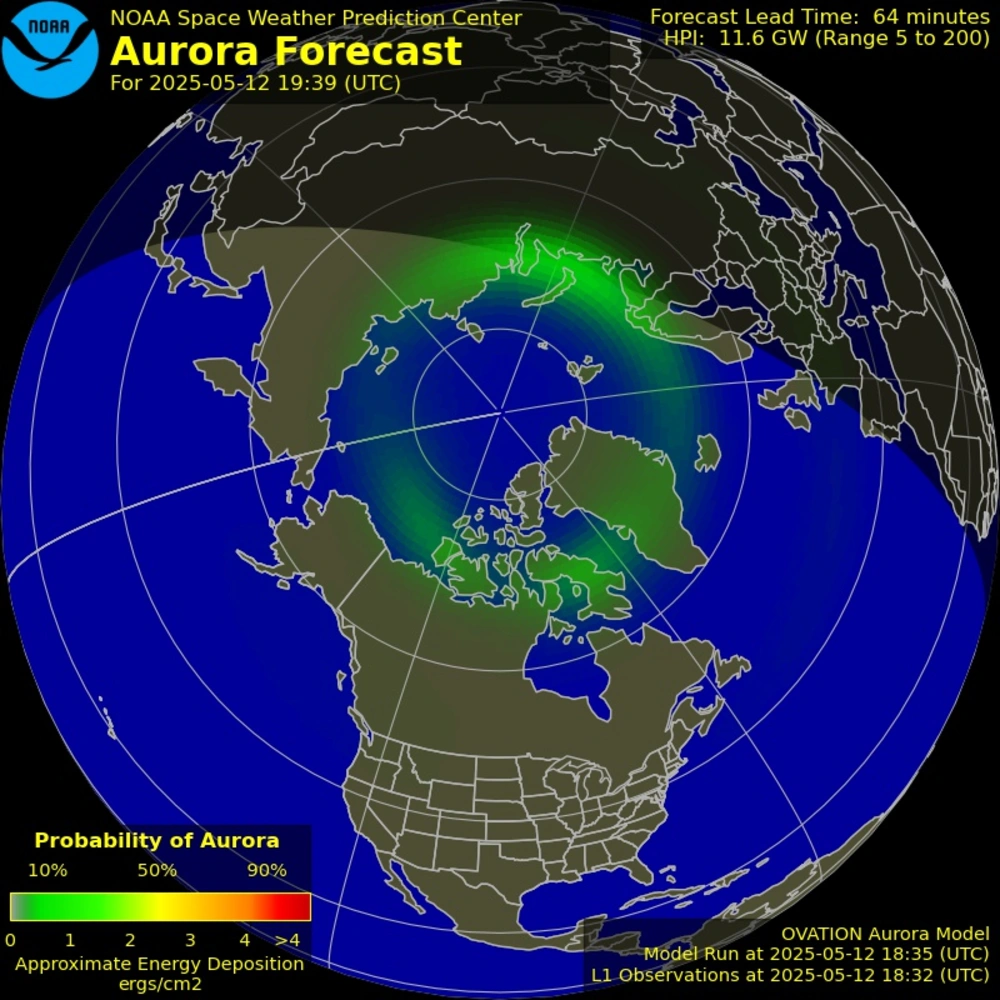 NOAA
NOAA Space Weather Prediction Center
Aurora Forecast
For 2025-05-12 19:39 (UTC)
Forecast Lead Time: 64 minutes
HPI: 11.6 GW (Range 5 to 200)
Probability of Aurora
10% 50% 90%
0 1 2 3 4 >4
Approximate Energy Deposition
ergs/cm2
OVATION Aurora Model
Model Run at 2025-05-12 18:35 (UTC)
L1 Observations at 2025-05-12 18:32 (UTC)